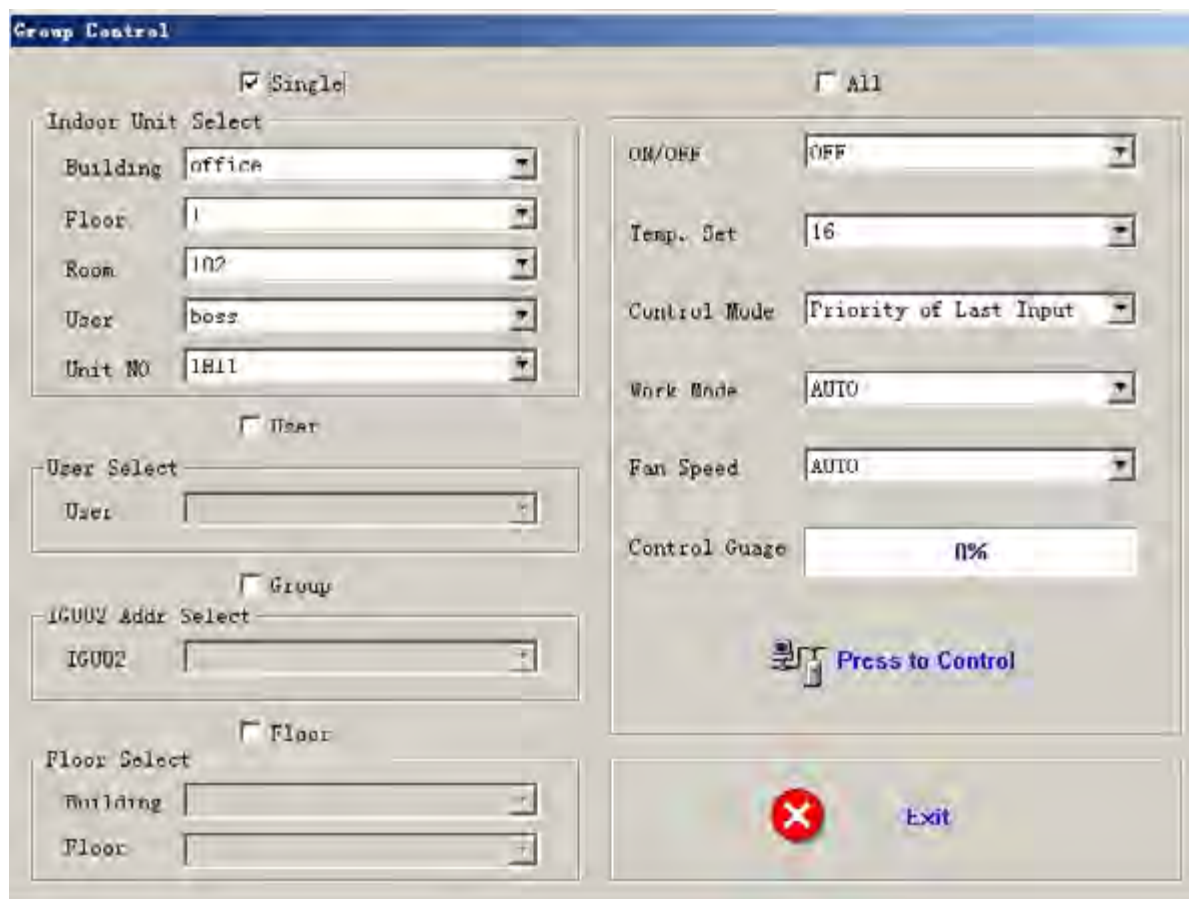 Group Control
Single
All
Indoor Unit Select
Building office
Floor 1
Room 102
User boss
Unit NO
User
User Select
User
Group
IGU02 Addr Select
IGU02
Floor
Floor Select
Building
Floor
ON/OFF OFF
Temp. Set 16
Control Mode Priority of Last Input
Work Mode AUTO
Fan Speed AUTO
Control Guage 0%
Press to Control
Exit